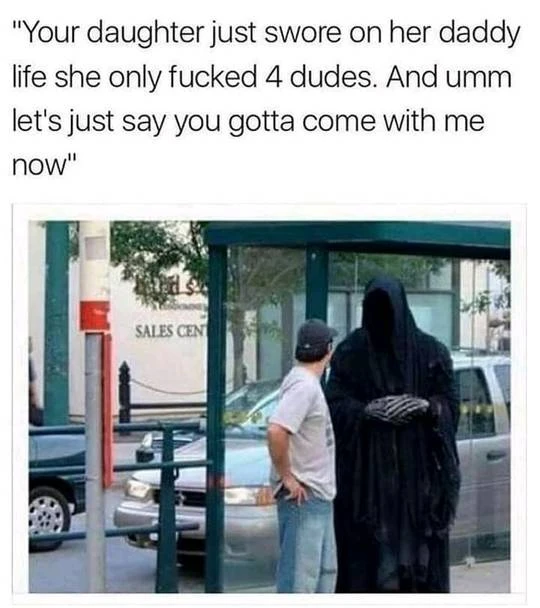 "Your daughter just swore on her daddy
life she only fucked 4 dudes. And umm
let's just say you gotta come with me
now"
SALES CEN